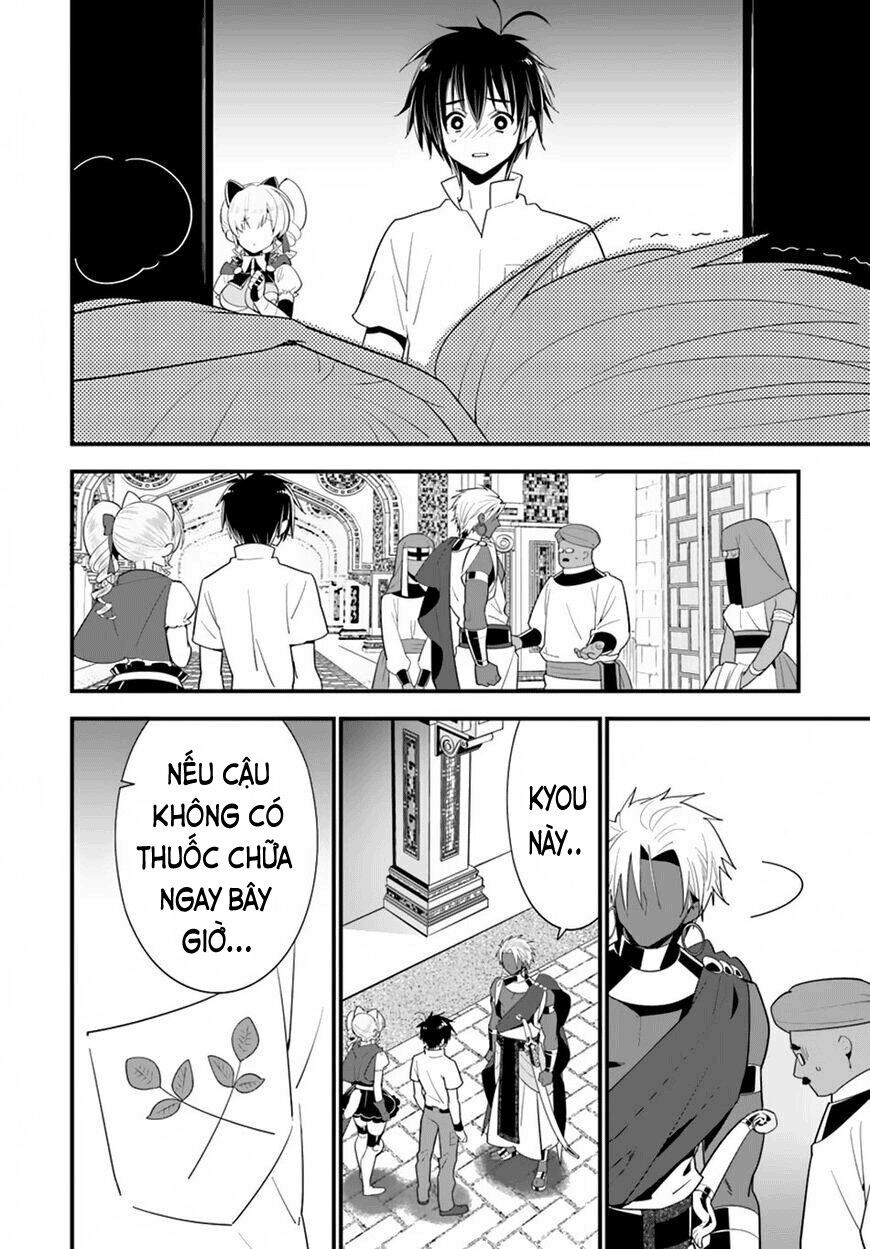 KYOU
NÀY..
NẾU CẬU
KHÔNG CÓ
THUỐC CHỮA
NGAY BÂY
GIỜ...